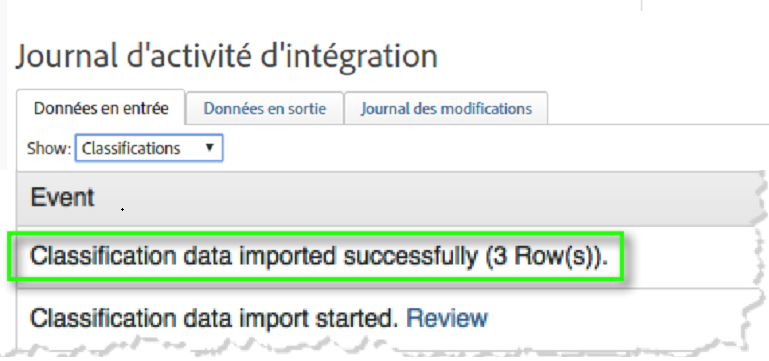 Journal d'activité d'intégration
Données en entrée Données en sortie Journal des modifications
Show: Classifications
Event
Classification data imported successfully (3 Row(s)).
Classification data import started. Review